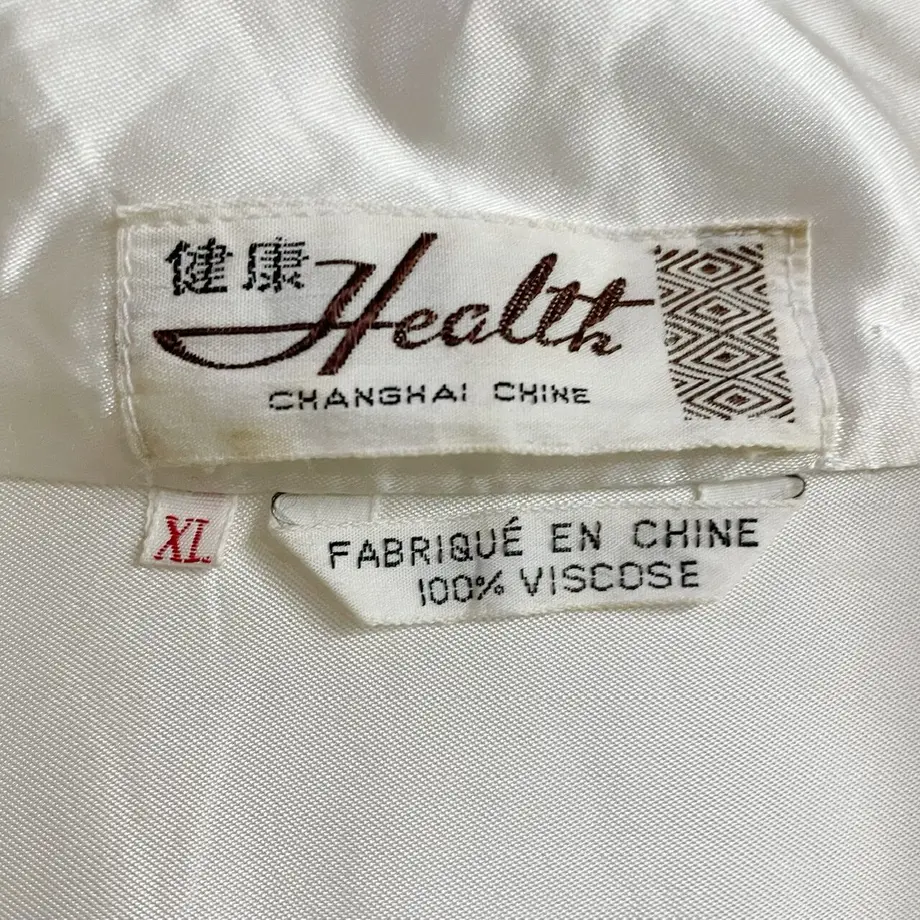 健康 Health
CHANGHAI CHINE
XL
FABRIQUÉ EN CHINE
100% VISCOSE